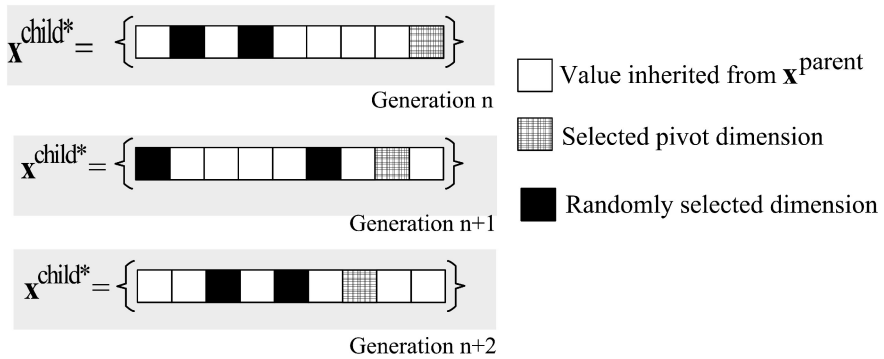 x^child* = { }
Generation n
x^child* = { }
Generation n+1
x^child* = { }
Generation n+2
Value inherited from x^parent
Selected pivot dimension
Randomly selected dimension